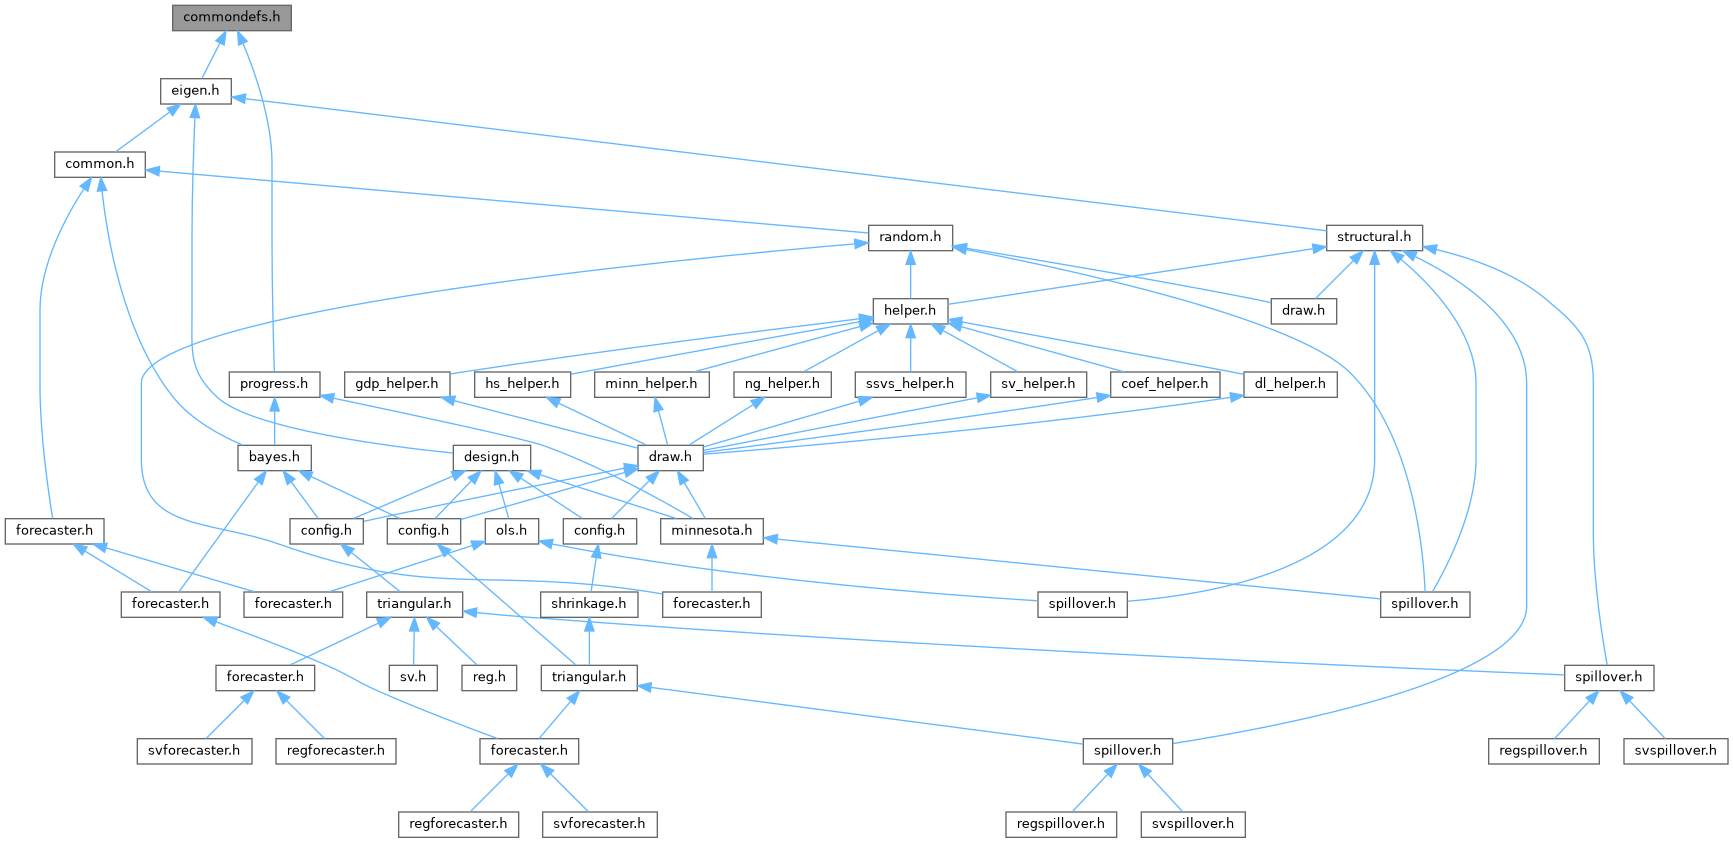 commondefs.h
eigen.h
common.h
random.h
structural.h
helper.h
draw.h
progress.h
gdp_helper.h
hs_helper.h
minn_helper.h
ng_helper.h
ssvs_helper.h
sv_helper.h
coef_helper.h
dl_helper.h
bayes.h
design.h
draw.h
forecaster.h
config.h
config.h
ols.h
config.h
minnesota.h
forecaster.h
forecaster.h
triangular.h
shrinkage.h
forecaster.h
spillover.h
spillover.h
forecaster.h
sv.h
reg.h
triangular.h
spillover.h
svforecaster.h
regforecaster.h
forecaster.h
spillover.h
regspillover.h
svspillover.h
regforecaster.h
svforecaster.h
regspillover.h
svspillover.h